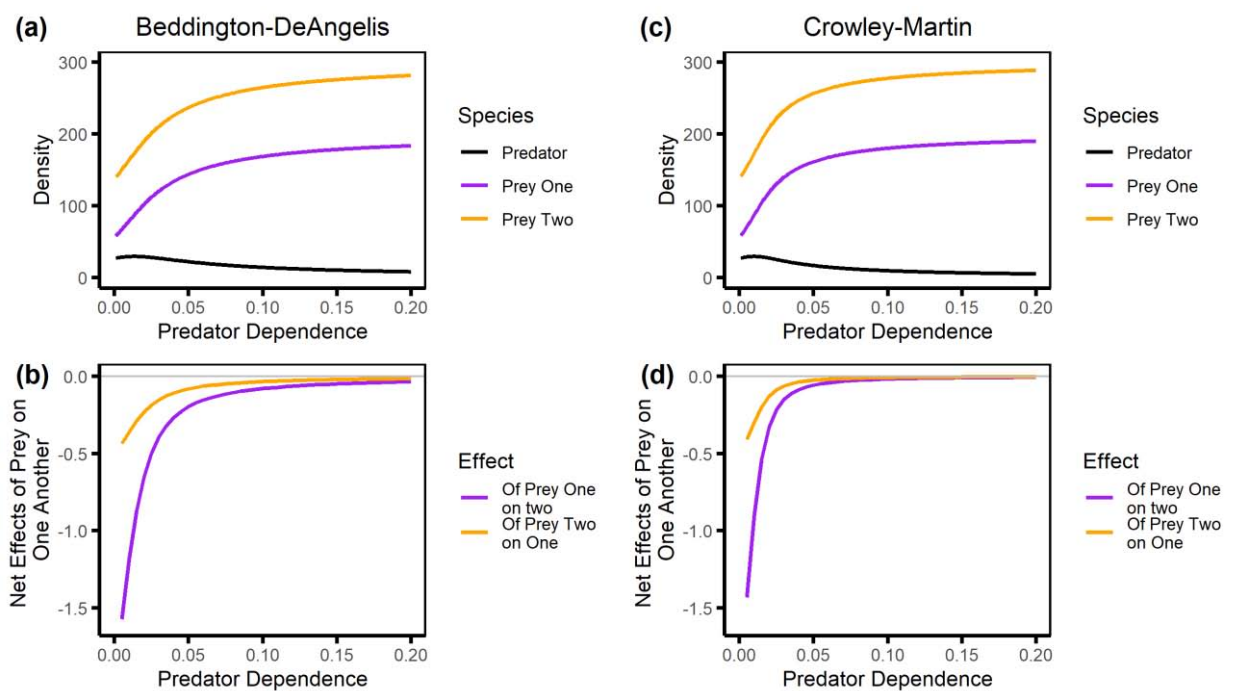 (a)
Beddington-DeAngelis
300
200
100
0
Density
0.00 0.05 0.10 0.15 0.20
Predator Dependence
Species
Predator
Prey One
Prey Two
(c)
Crowley-Martin
300
200
100
0
Density
0.00 0.05 0.10 0.15 0.20
Predator Dependence
Species
Predator
Prey One
Prey Two
(b)
0.0
-0.5
-1.0
-1.5
Net Effects of Prey on
One Another
0.00 0.05 0.10 0.15 0.20
Predator Dependence
Effect
Of Prey One
on two
Of Prey Two
on One
(d)
0.0
-0.5
-1.0
-1.5
Net Effects of Prey on
One Another
0.00 0.05 0.10 0.15 0.20
Predator Dependence
Effect
Of Prey One
on two
Of Prey Two
on One